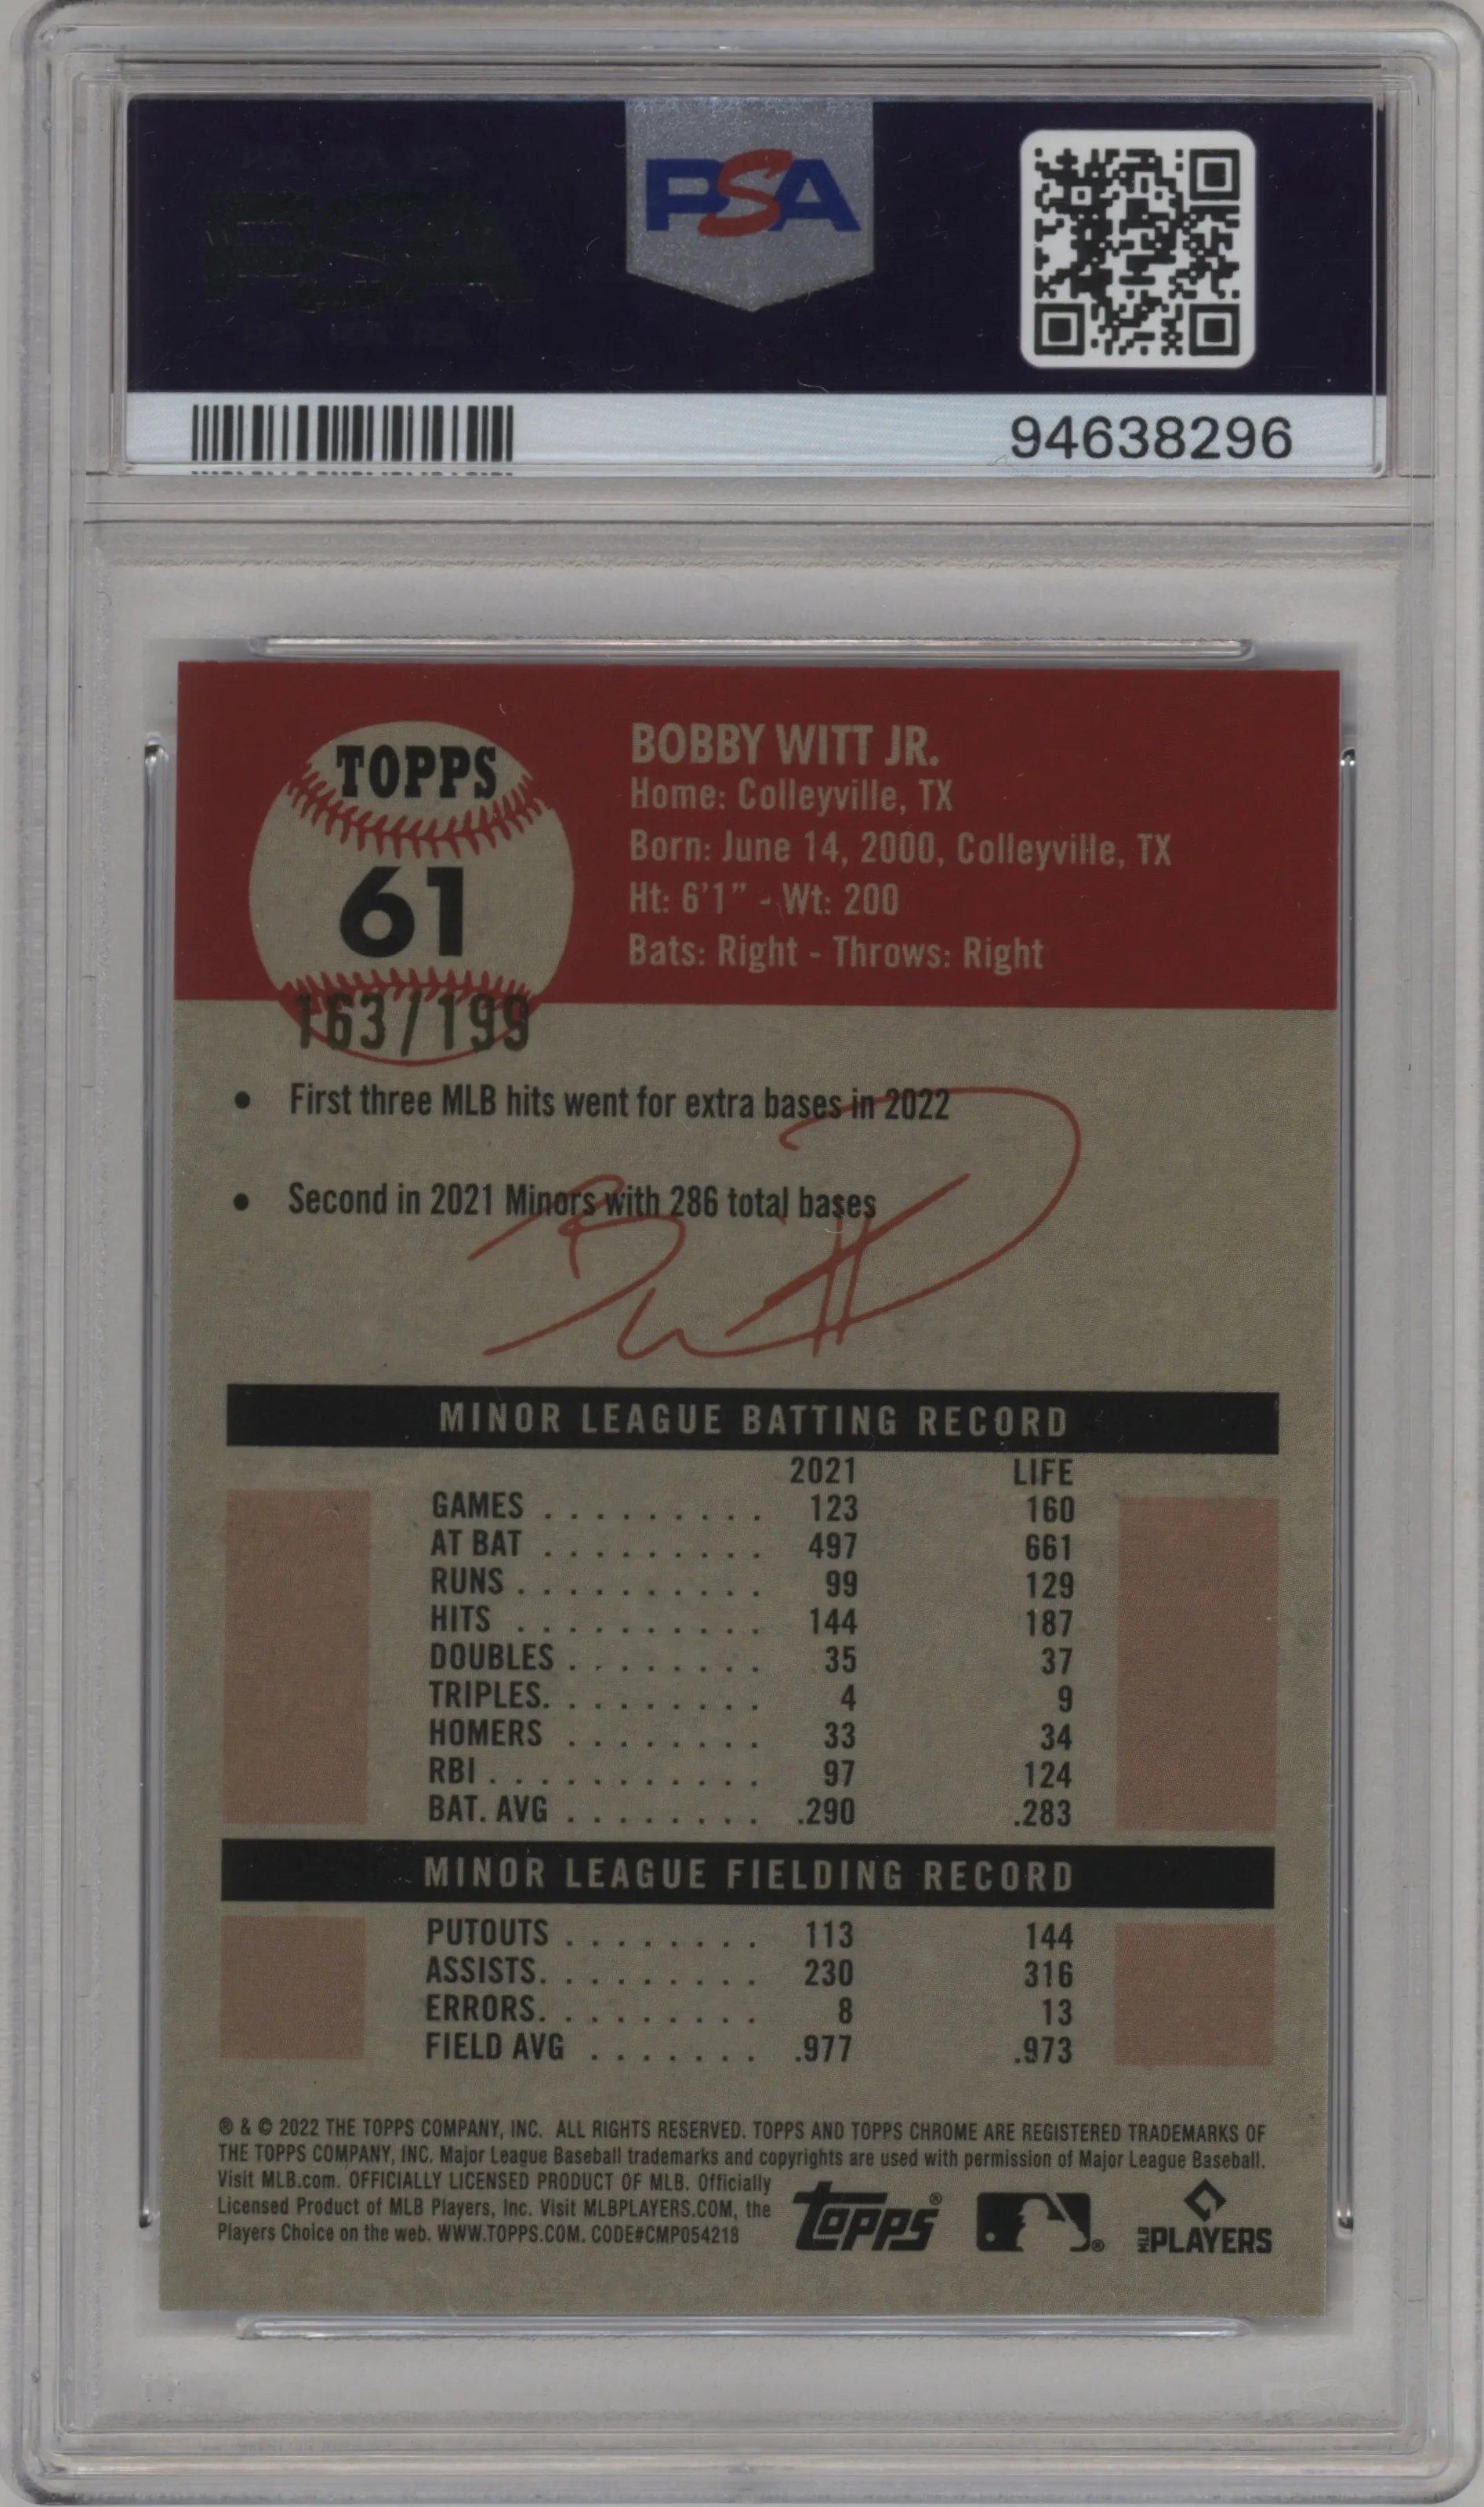 PSA
94638296
TOPPS
61
163/199
BOBBY WITT JR.
Home: Colleyville, TX
Born: June 14, 2000, Colleyville, TX
Ht: 6'1” - Wt: 200
Bats: Right - Throws: Right
• First three MLB hits went for extra bases in 2022
• Second in 2021 Minors with 286 total bases
MINOR LEAGUE BATTING RECORD
2021 LIFE
GAMES . . . . . . . . . 123 160
AT BAT . . . . . . . . . 497 661
RUNS . . . . . . . . . . 99 129
HITS . . . . . . . . . . 144 187
DOUBLES . . . . . . . . 35 37
TRIPLES. . . . . . . . . 4 9
HOMERS . . . . . . . . 33 34
RBI . . . . . . . . . . . 97 124
BAT. AVG . . . . . . . . .290 .283
MINOR LEAGUE FIELDING RECORD
PUTOUTS . . . . . . . . 113 144
ASSISTS. . . . . . . . . 230 316
ERRORS. . . . . . . . . 8 13
FIELD AVG . . . . . . . .977 .973
® & © 2022 THE TOPPS COMPANY, INC. ALL RIGHTS RESERVED. TOPPS AND TOPPS CHROME ARE REGISTERED TRADEMARKS OF
THE TOPPS COMPANY, INC. Major League Baseball trademarks and copyrights are used with permission of Major League Baseball.
Visit MLB.com. OFFICIALLY LICENSED PRODUCT OF MLB. Officially
Licensed Product of MLB Players, Inc. Visit MLBPLAYERS.COM, the
Players Choice on the web. WWW.TOPPS.COM. CODE#CMP054218
topps®
®
MLB PLAYERS